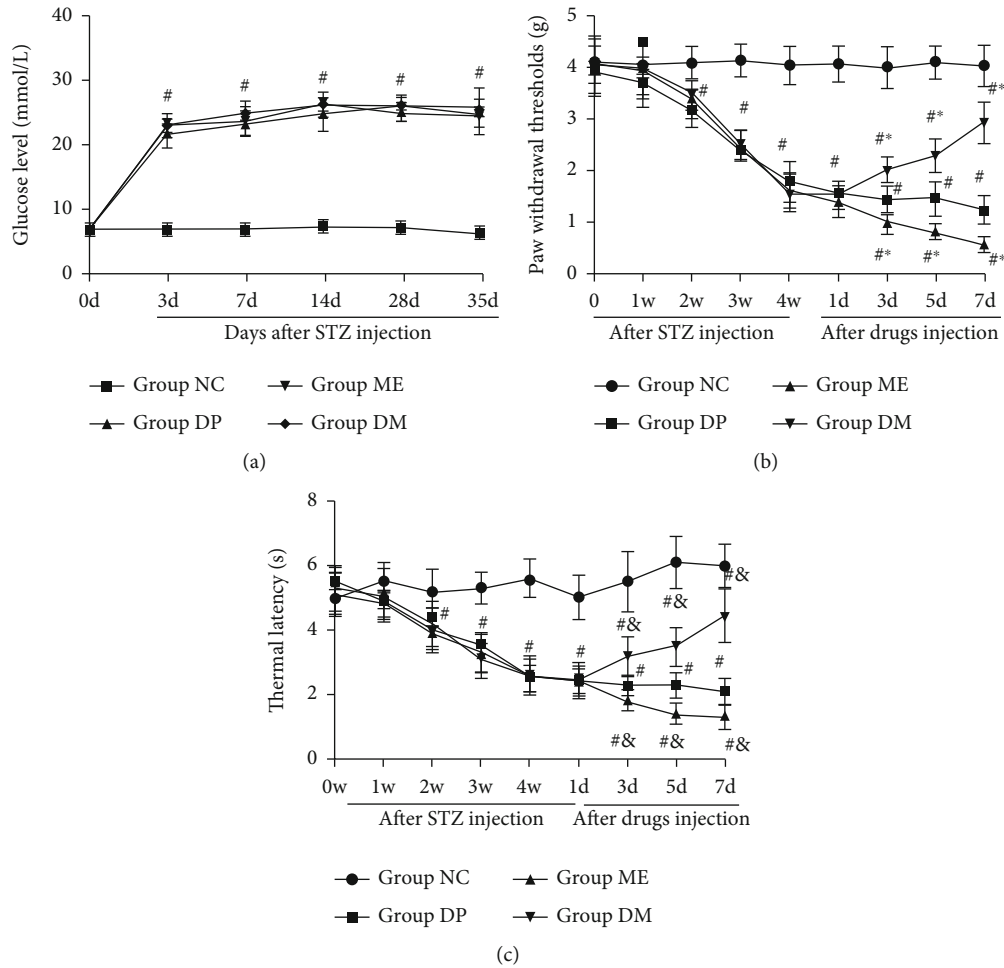 40
30
20
10
0
Glucose level (mmol/L)
# # # # #
0d 3d 7d 14d 28d 35d
Days after STZ injection
Group NC Group ME
Group DP Group DM
(a)
5
4
3
2
1
0
Paw withdrawal thresholds (g)
# # # # #* #* #*
# # #
#* #* #*
0 1w 2w 3w 4w 1d 3d 5d 7d
After STZ injection After drugs injection
Group NC Group ME
Group DP Group DM
(b)
8
6
4
2
0
Thermal latency (s)
# # # # #& #& #&
# # #
#& #& #&
0w 1w 2w 3w 4w 1d 3d 5d 7d
After STZ injection After drugs injection
Group NC Group ME
Group DP Group DM
(c)